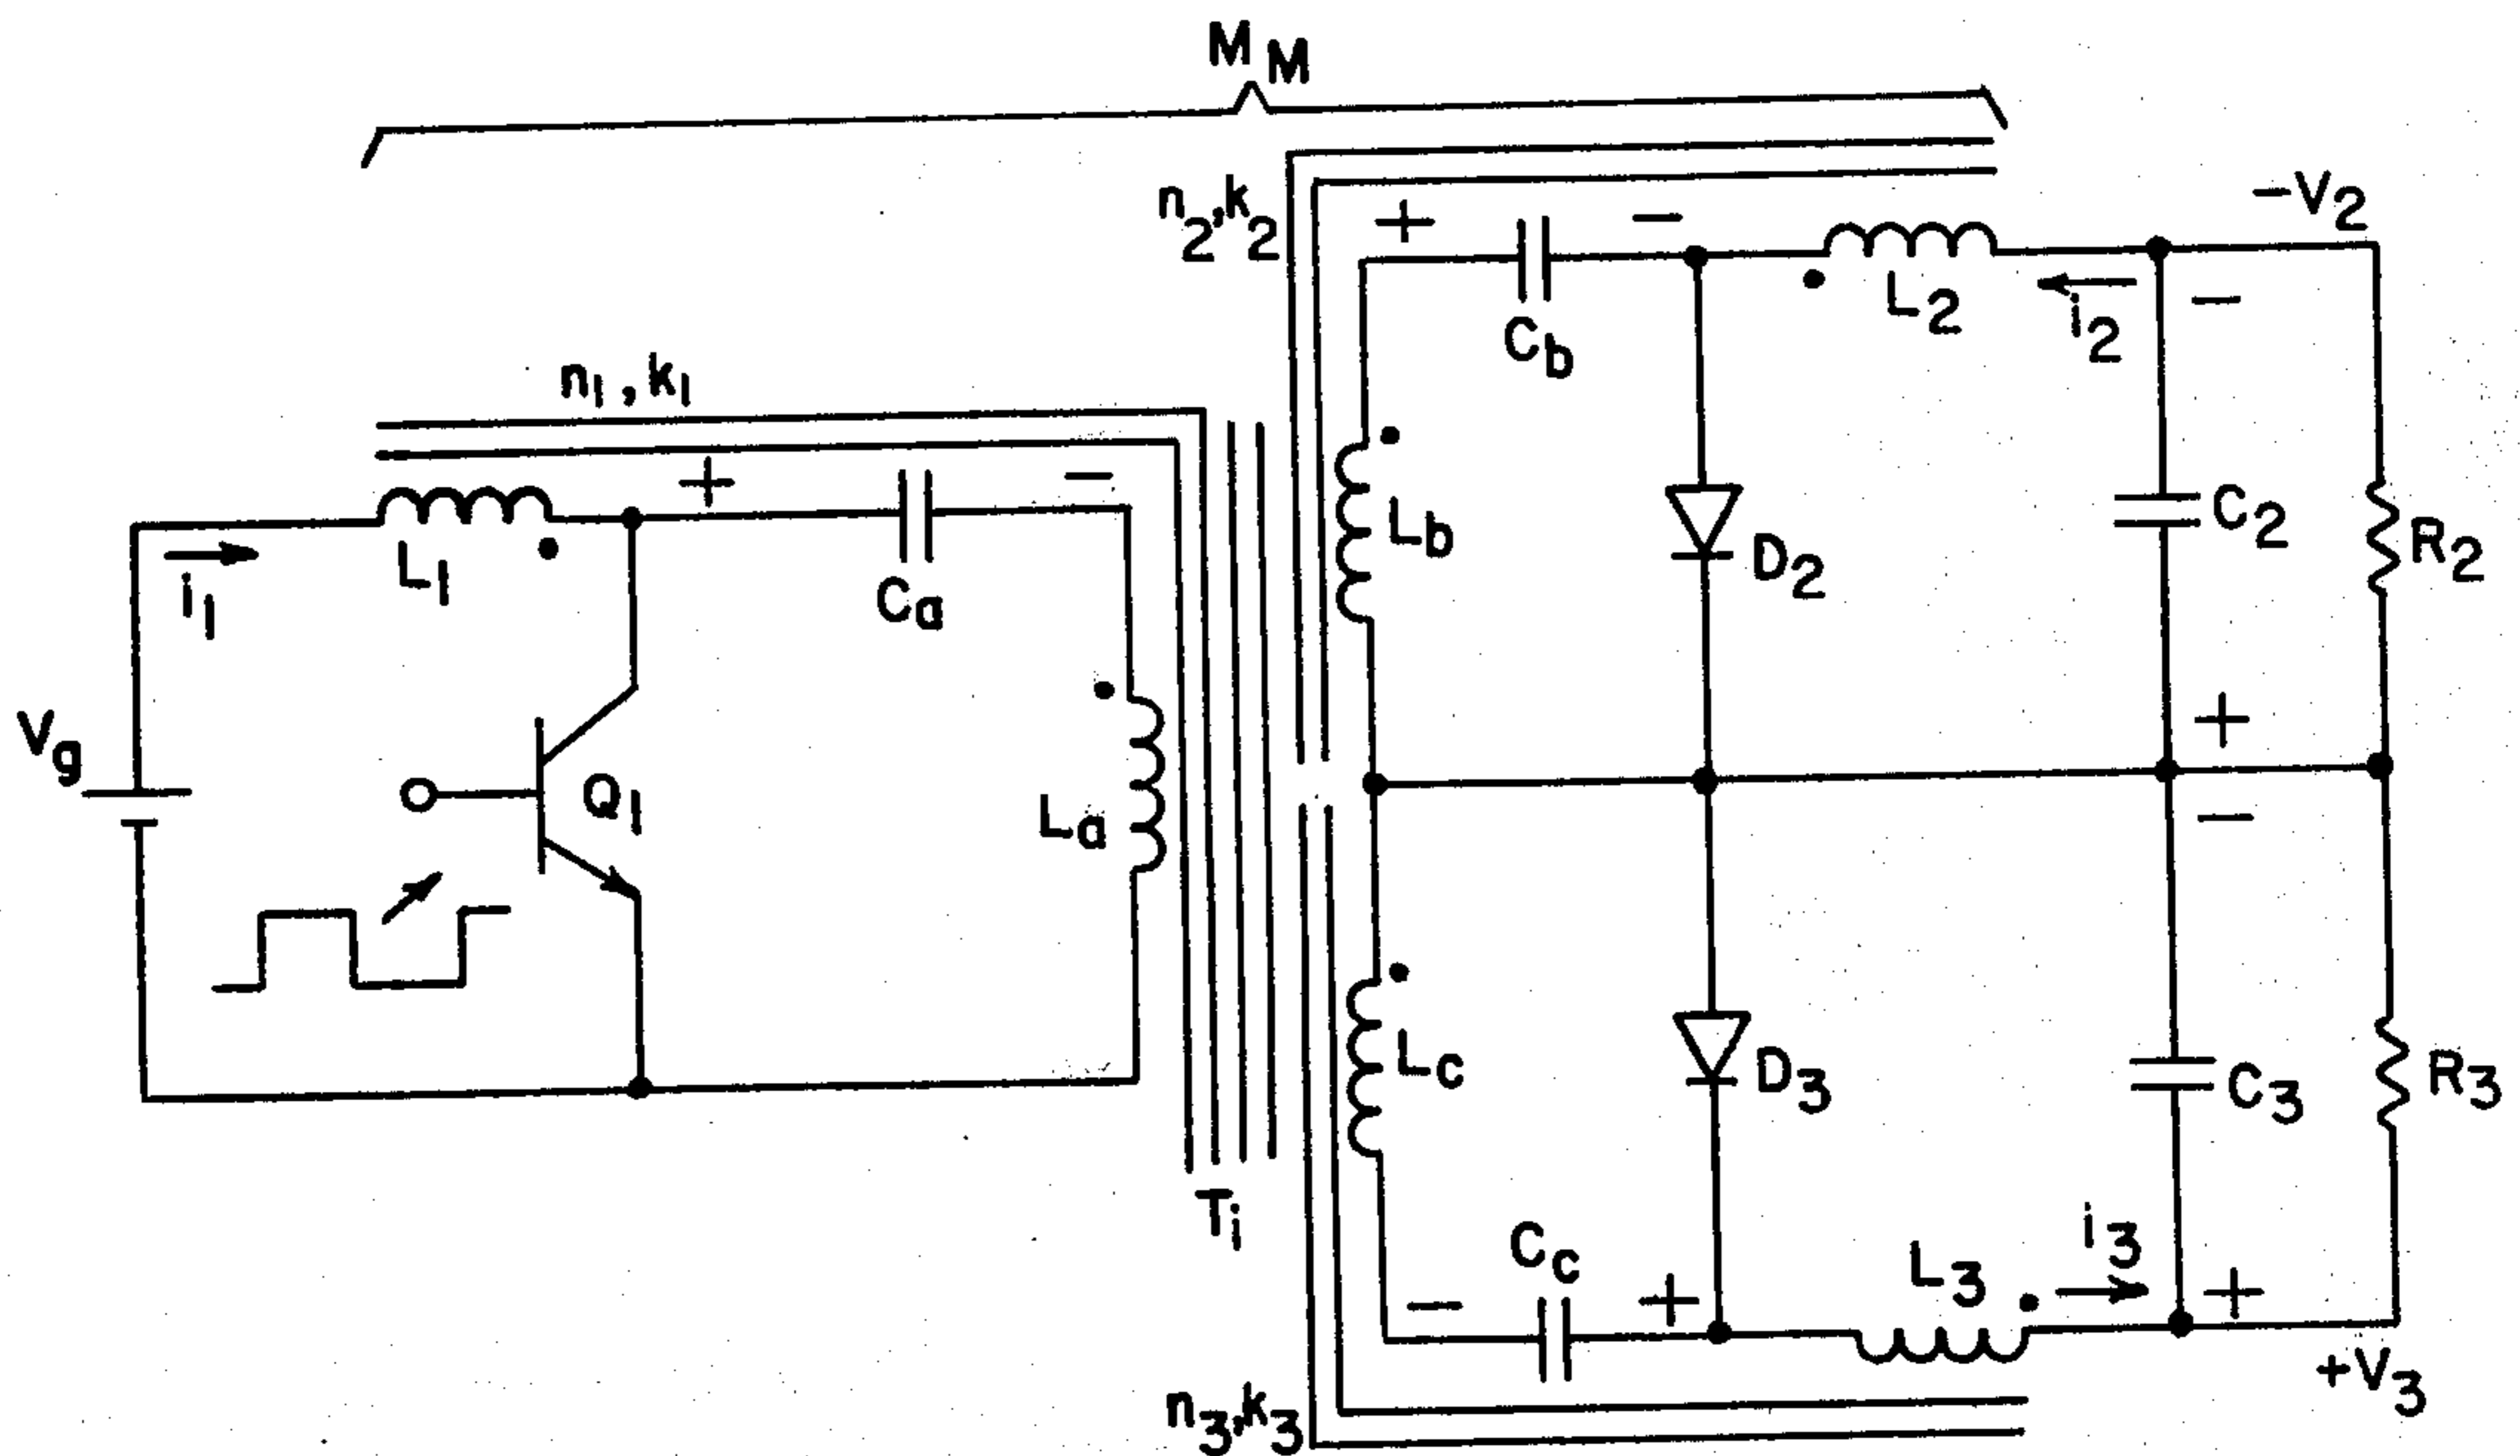 M M
n2,k2
+
−
−V2
L2
i2
−
Cb
n1,k1
+
−
L1
i1
Ca
Lb
D2
C2
R2
Vg
Q1
La
+
−
Lc
D3
C3
R3
Ti
Cc
−
+
L3
i3
+
+V3
n3,k3